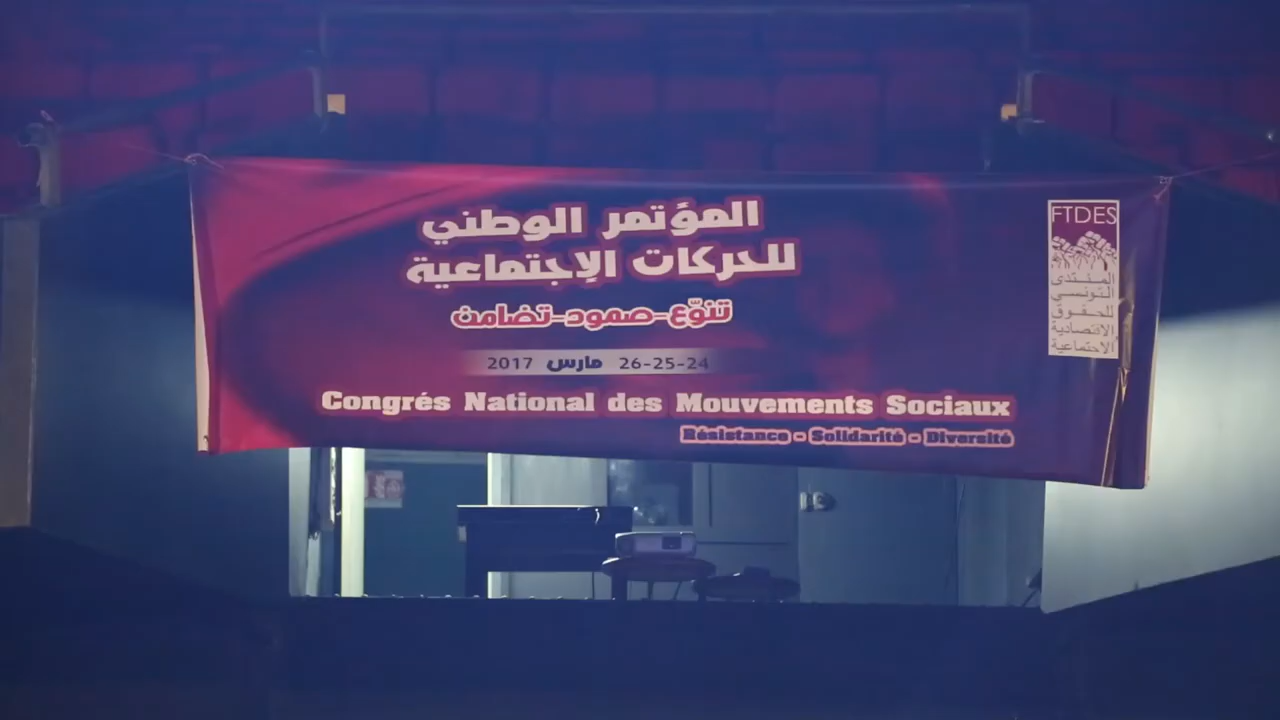 المؤتمر الوطني
للحركات الإجتماعية
تنوّع-صمود-تضامن
24-25-26 مارس 2017
Congrés National des Mouvements Sociaux
Résistance - Solidarité - Diversité
FTDES
المنتدى
التونسي
للحقوق
الاقتصادية
الاجتماعية